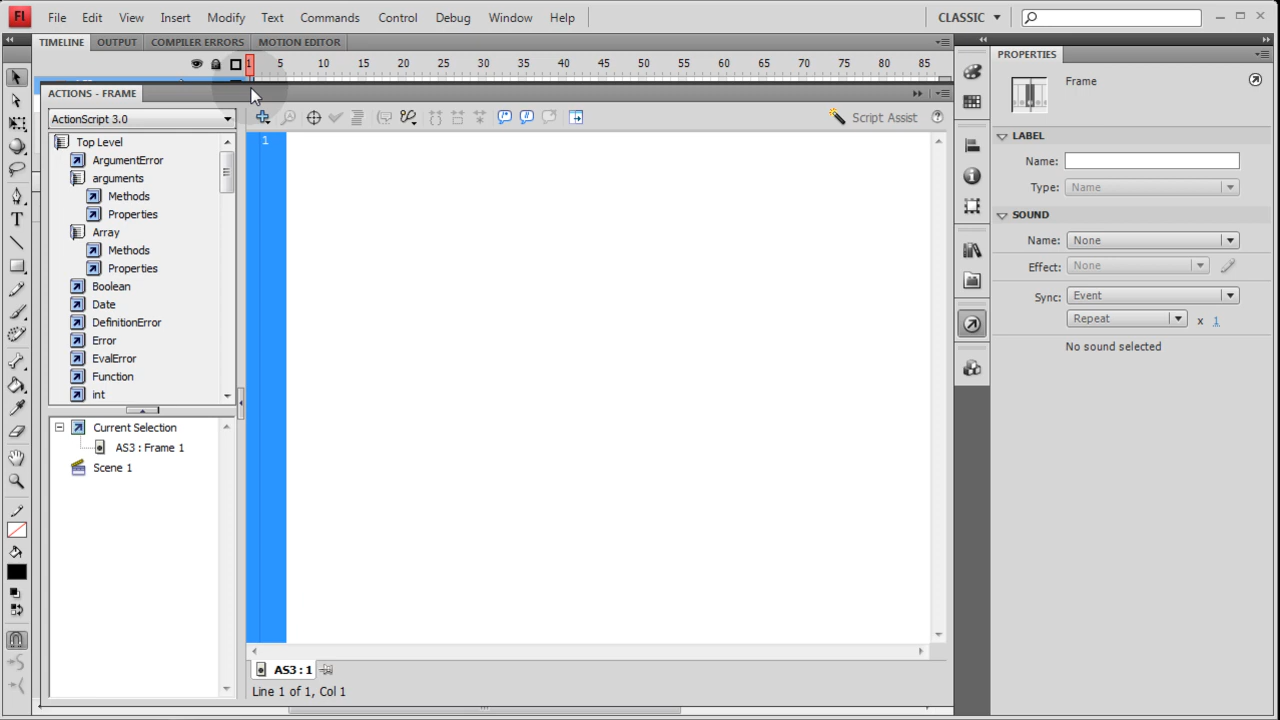 Fl File Edit View Insert Modify Text Commands Control Debug Window Help CLASSIC
TIMELINE OUTPUT COMPILER ERRORS MOTION EDITOR
1 5 10 15 20 25 30 35 40 45 50 55 60 65 70 75 80 85
ACTIONS - FRAME
ActionScript 3.0
Script Assist
Top Level
ArgumentError
arguments
Methods
Properties
Array
Methods
Properties
Boolean
Date
DefinitionError
Error
EvalError
Function
int
1
Current Selection
AS3 : Frame 1
Scene 1
AS3 : 1
Line 1 of 1, Col 1
PROPERTIES
Frame
LABEL
Name:
Type: Name
SOUND
Name: None
Effect: None
Sync: Event
Repeat x 1
No sound selected